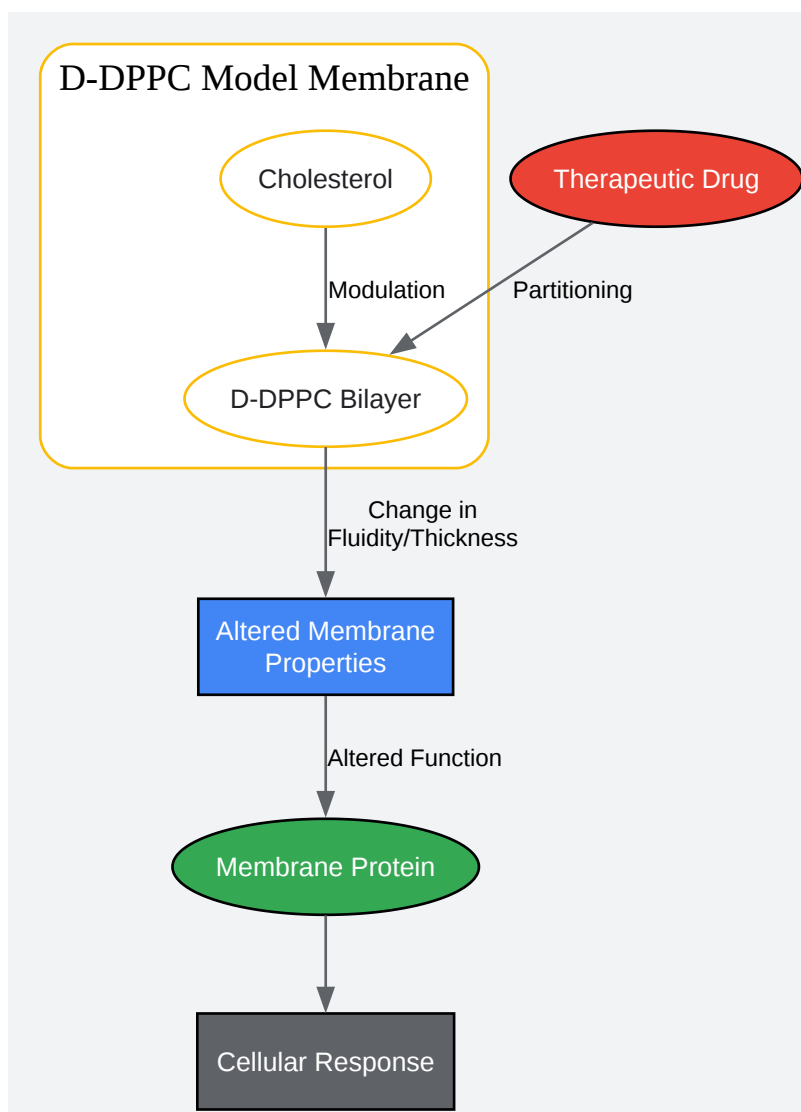 D-DPPC Model Membrane
Cholesterol
Therapeutic Drug
Modulation
Partitioning
D-DPPC Bilayer
Change in
Fluidity/Thickness
Altered Membrane
Properties
Altered Function
Membrane Protein
Cellular Response